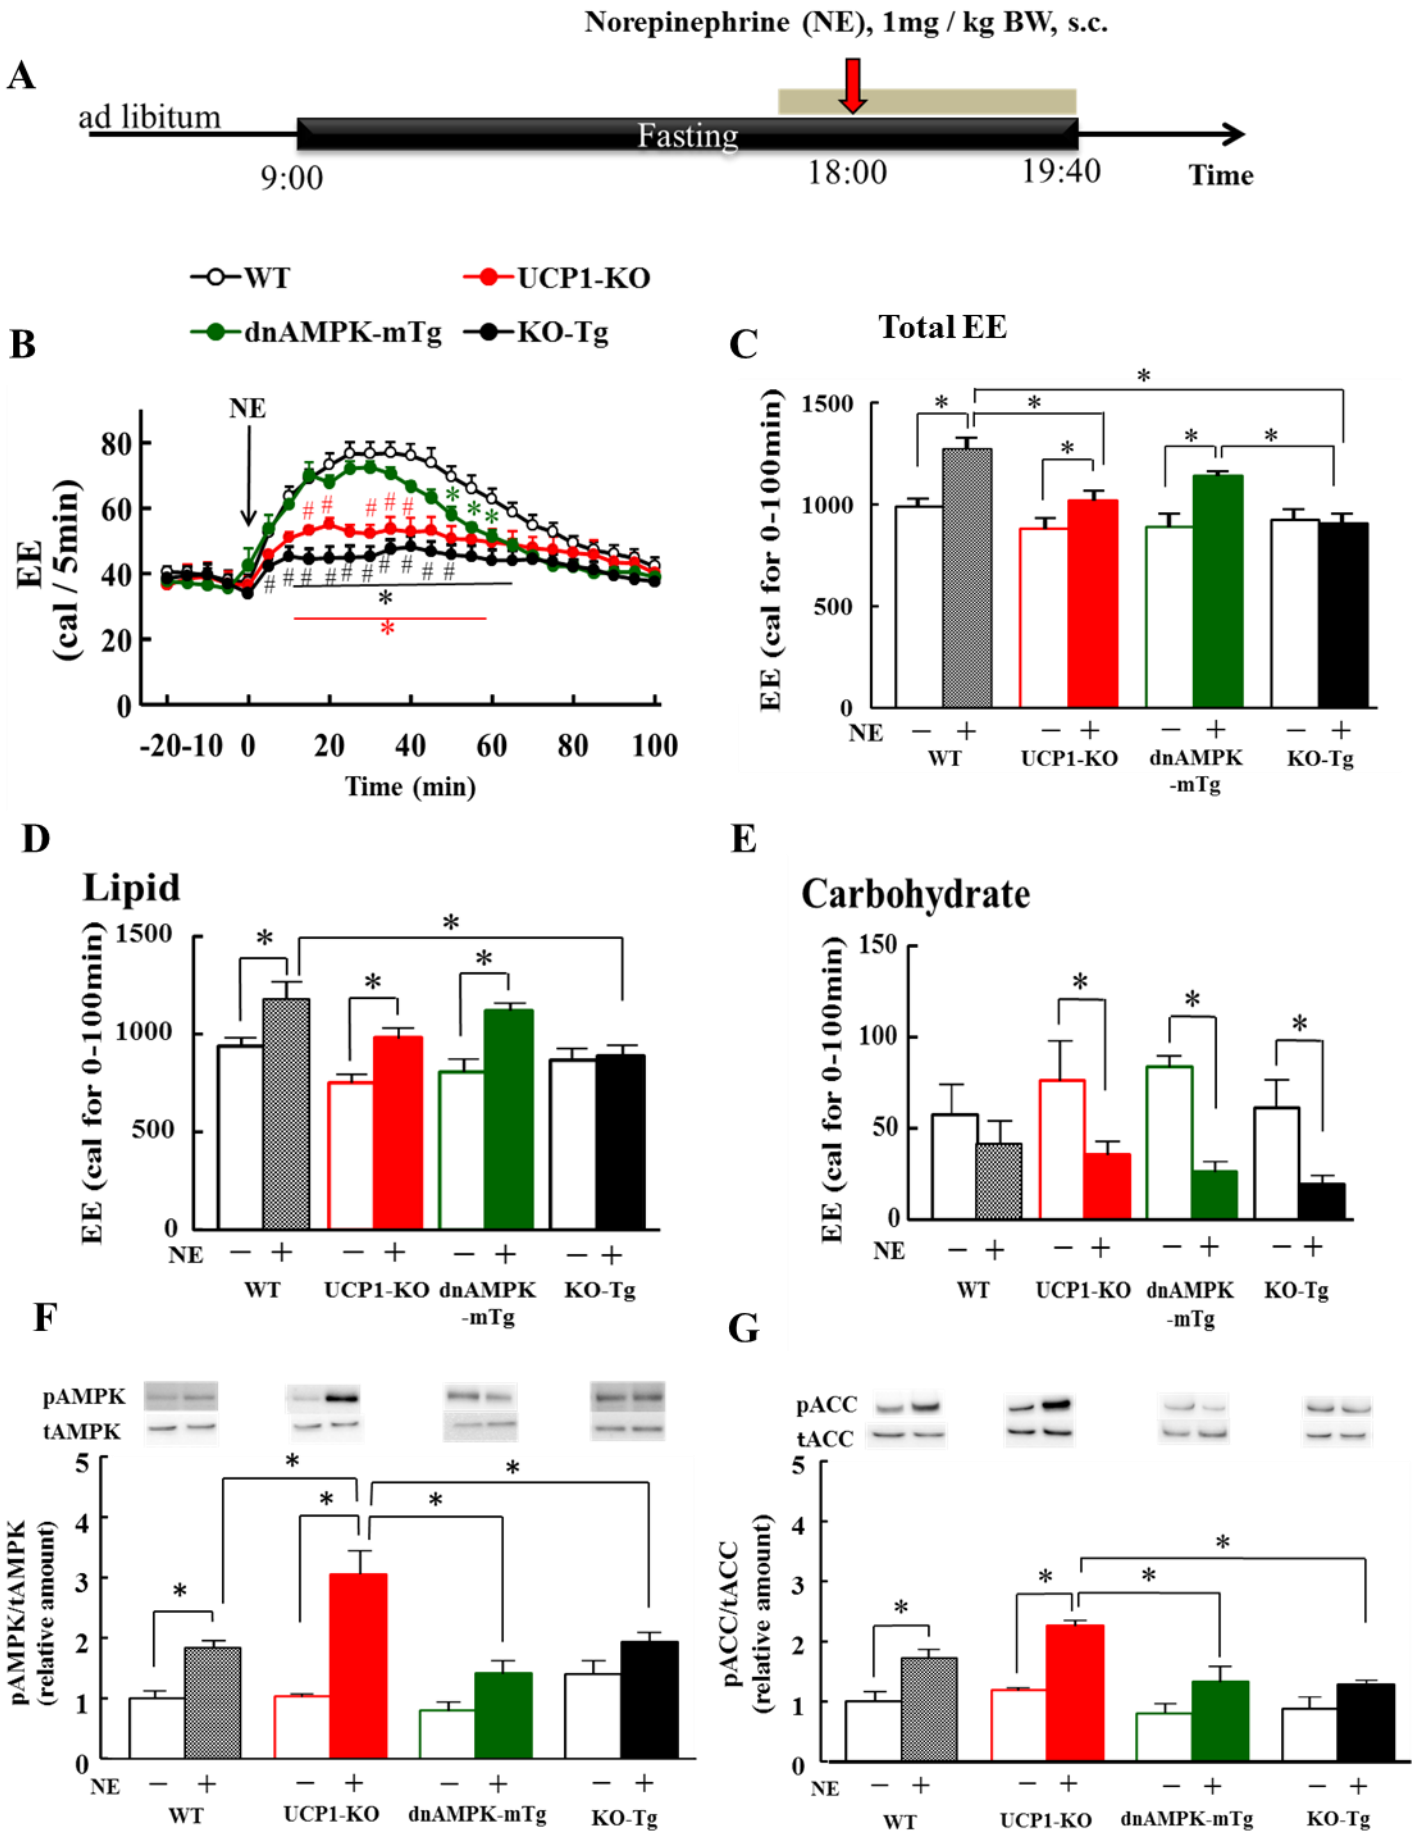 Norepinephrine (NE), 1mg / kg BW, s.c.
A
ad libitum
Fasting
9:00
18:00
19:40
Time
WT
UCP1-KO
dnAMPK-mTg
KO-Tg
B
NE
EE
(cal / 5min)
80
60
40
20
0
# # # # #
* * *
# # # # # # # # # #
*
*
-20 -10 0 20 40 60 80 100
Time (min)
C
Total EE
EE (cal for 0-100min)
1500
1000
500
0
* * * * * *
NE − + − + − + − +
WT UCP1-KO dnAMPK
-mTg
KO-Tg
D
Lipid
EE (cal for 0-100min)
1500
1000
500
0
* * * *
NE − + − + − + − +
WT UCP1-KO dnAMPK
-mTg
KO-Tg
E
Carbohydrate
EE (cal for 0-100min)
150
100
50
0
* * *
NE − + − + − + − +
WT UCP1-KO dnAMPK
-mTg
KO-Tg
F
pAMPK
tAMPK
pAMPK/tAMPK
(relative amount)
5
4
3
2
1
0
* * * * *
NE − + − + − + − +
WT UCP1-KO dnAMPK-mTg KO-Tg
G
pACC
tACC
pACC/tACC
(relative amount)
5
4
3
2
1
0
* * * *
NE − + − + − + − +
WT UCP1-KO dnAMPK-mTg KO-Tg